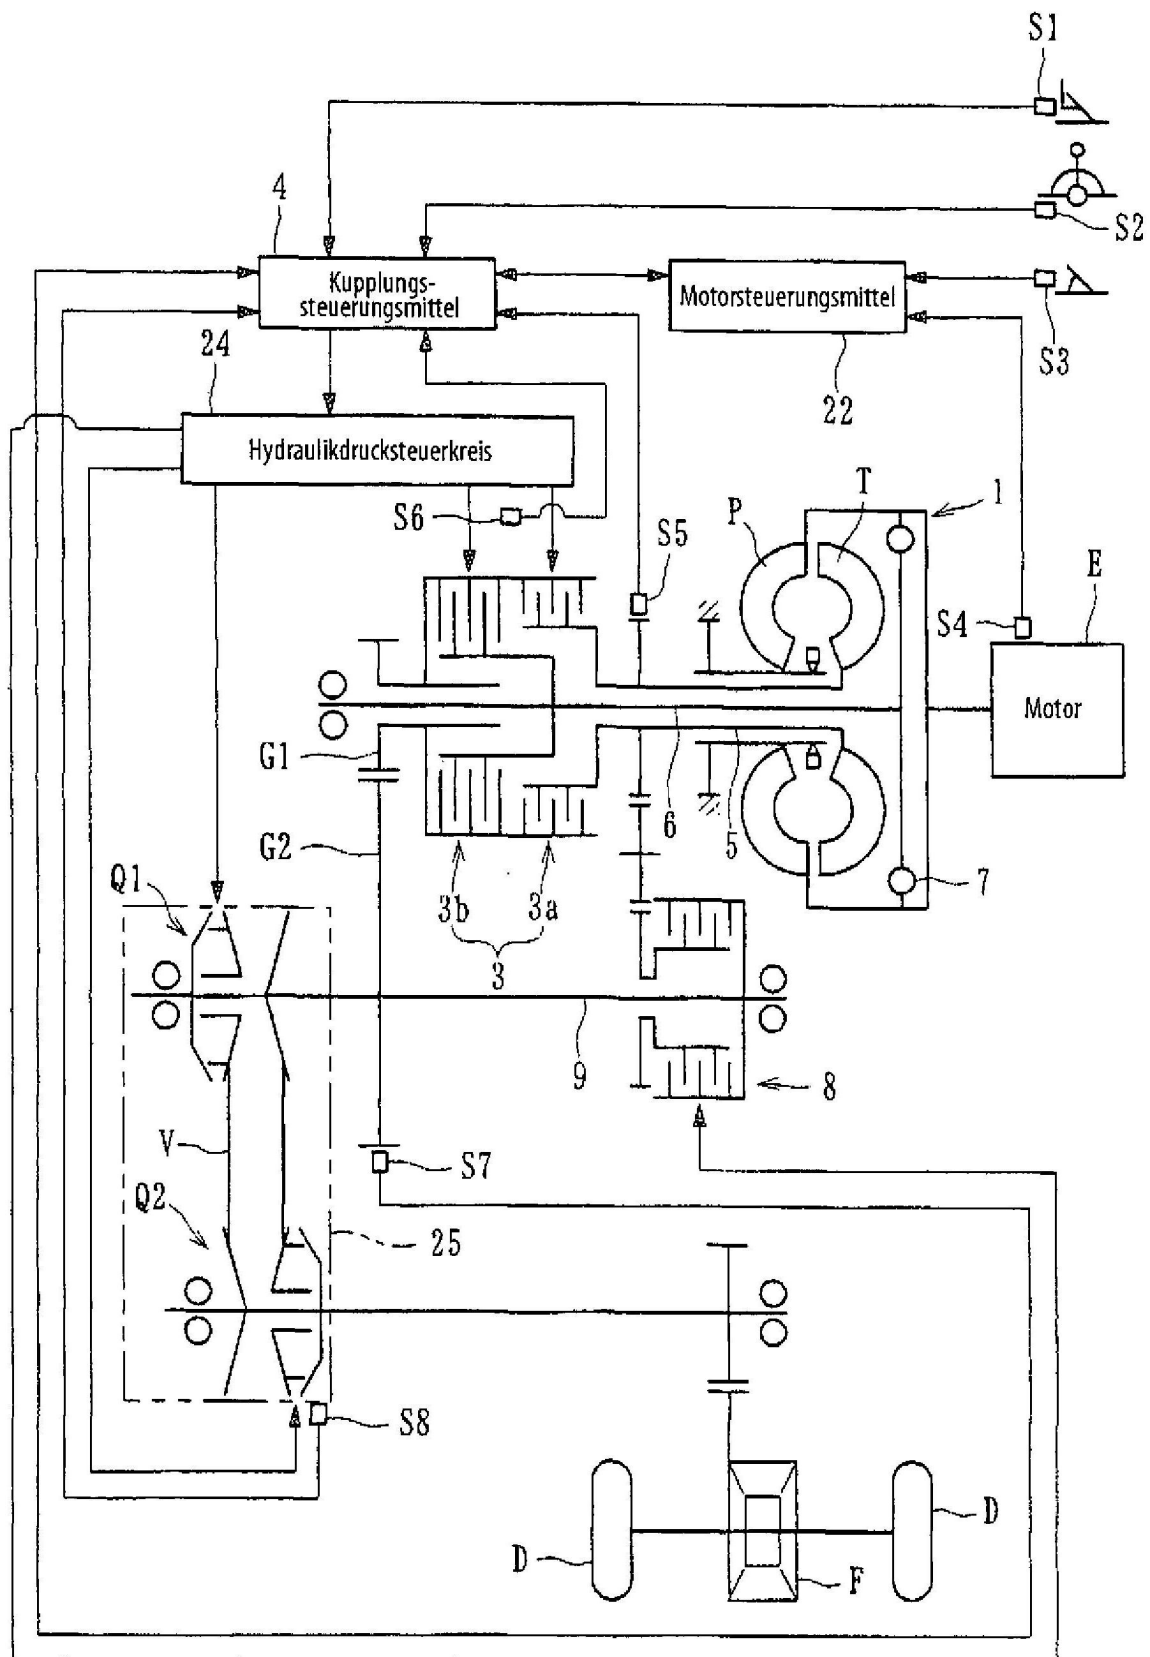 S1
4
S2
Kupplungs-
steuerungsmittel
Motorsteuerungsmittel
24
S3
22
Hydraulikdrucksteuerkreis
S6
S5
P
T
1
S4
E
Motor
G1
G2
6
5
7
Q1
3b
3a
3
9
8
V
S7
Q2
25
S8
D
D
F